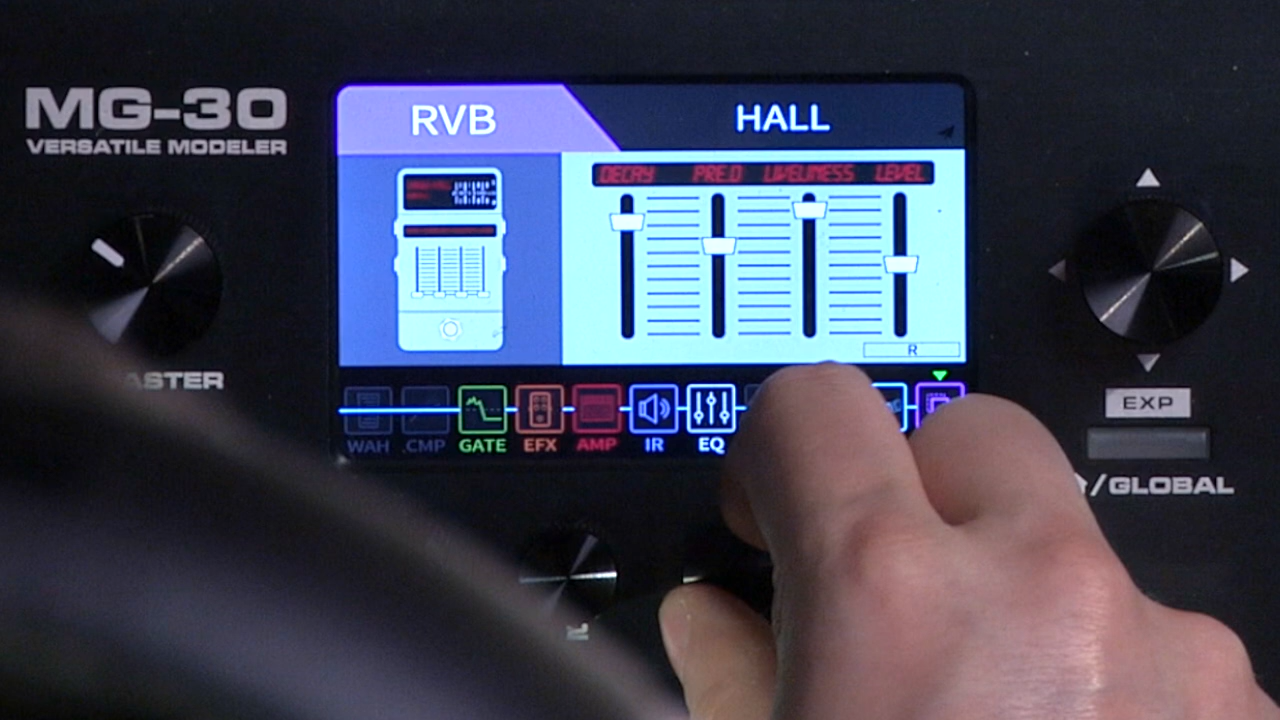 MG-30
VERSATILE MODELER
RVB
HALL
DECAY PRE.D LIVELINESS LEVEL
R
WAH .CMP GATE EFX AMP IR EQ
ASTER
EXP
/GLOBAL